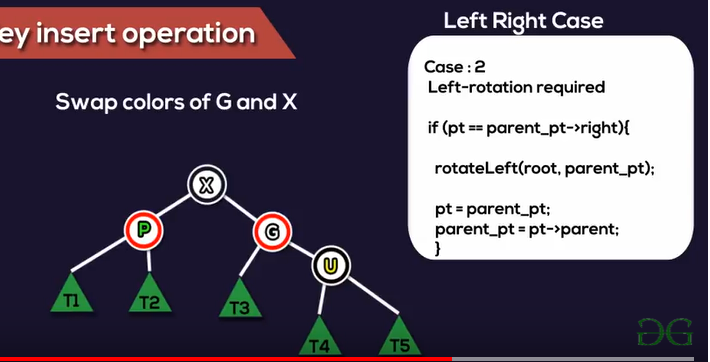 ey insert operation
Left Right Case
Swap colors of G and X
Case : 2
Left-rotation required
if (pt == parent_pt->right){
rotateLeft(root, parent_pt);
pt = parent_pt;
parent_pt = pt->parent;
}
X
P
G
U
T1
T2
T3
T4
T5